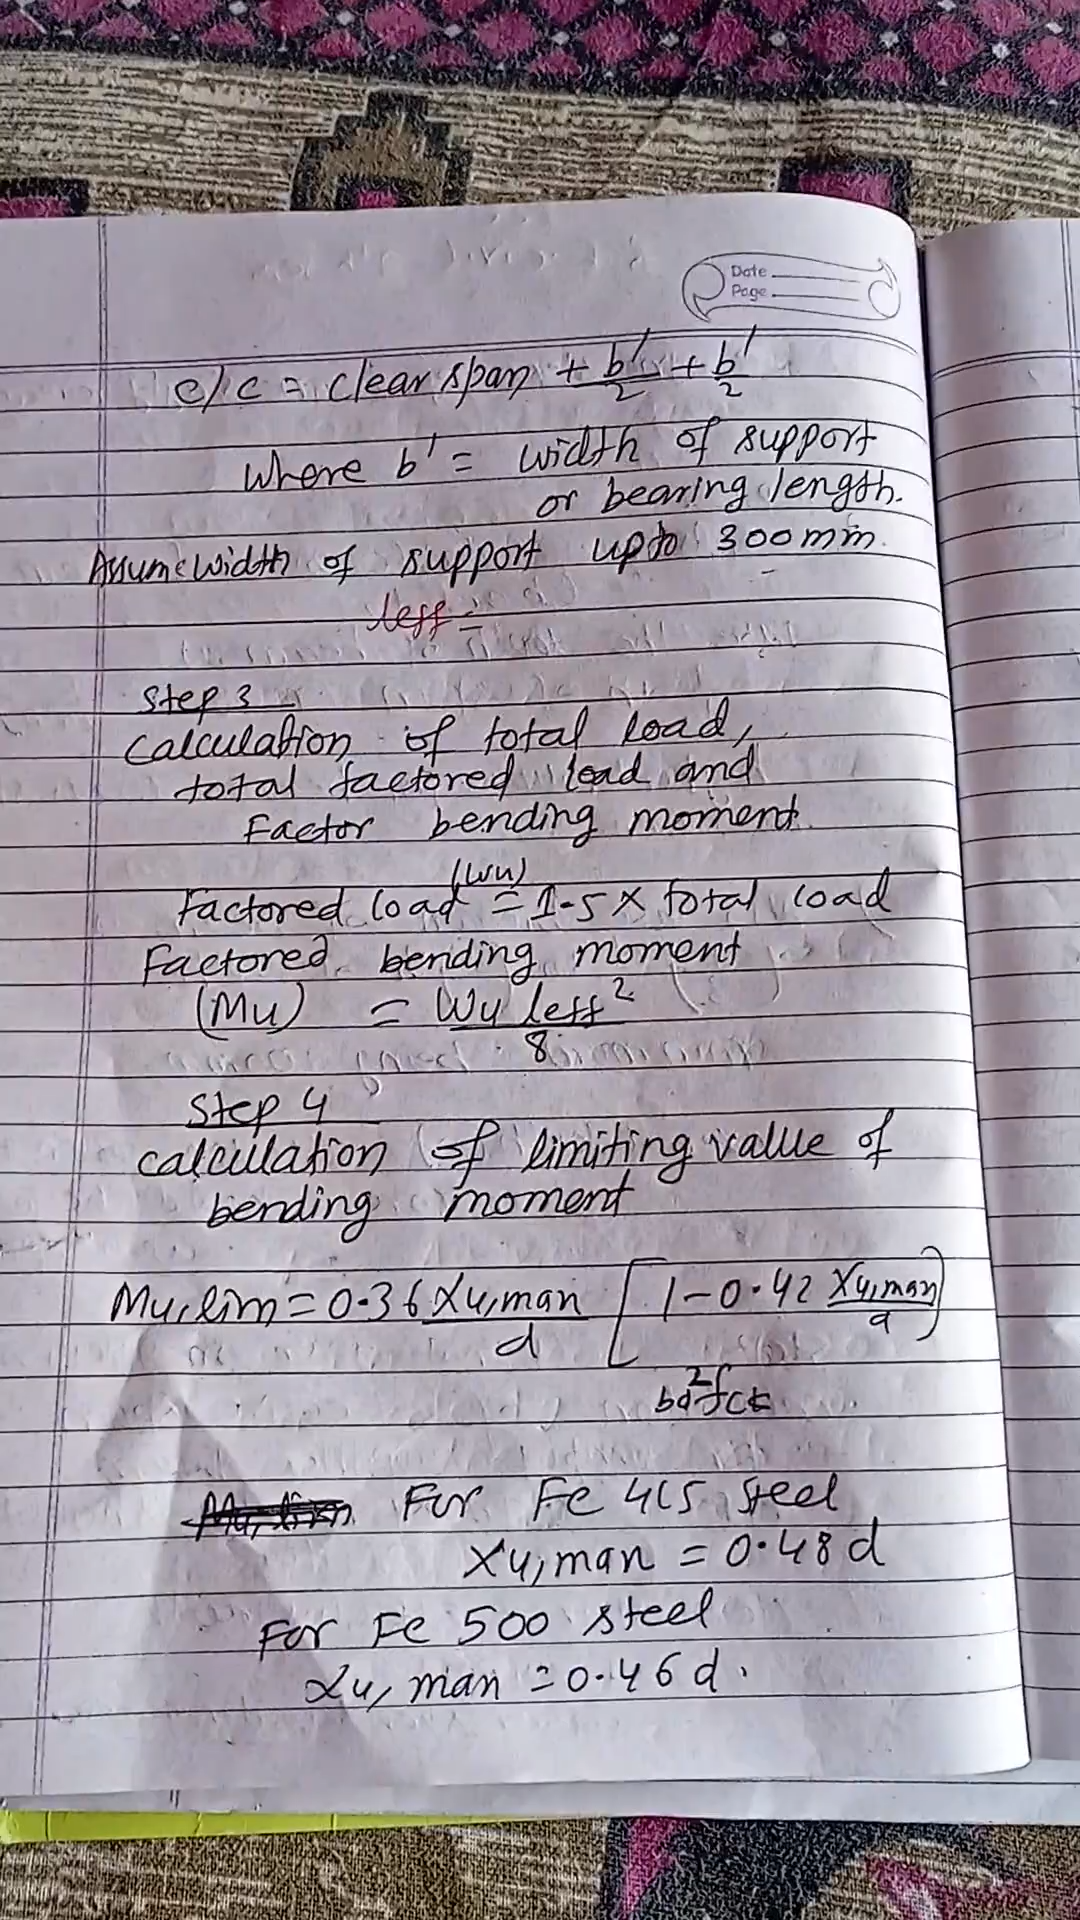 Date
Page
c/c = clear span + b'/2 + b'/2
Where b' = width of support
or bearing length.
Assume width of support upto 300mm.
leff =
Step 3
Calculation of total load,
total factored load and
Factor bending moment.
(Wu)
Factored load = 1.5 x total load
Factored bending moment
(Mu) = Wu leff²/8
Step 4
calculation of limiting value of
bending moment
Mu,lim = 0.36 Xu,man/d [1-0.42 Xu,man/d]
bd²fck
For Fe 415 steel
Xu,man = 0.48d
For Fe 500 steel
Xu,man = 0.46d.